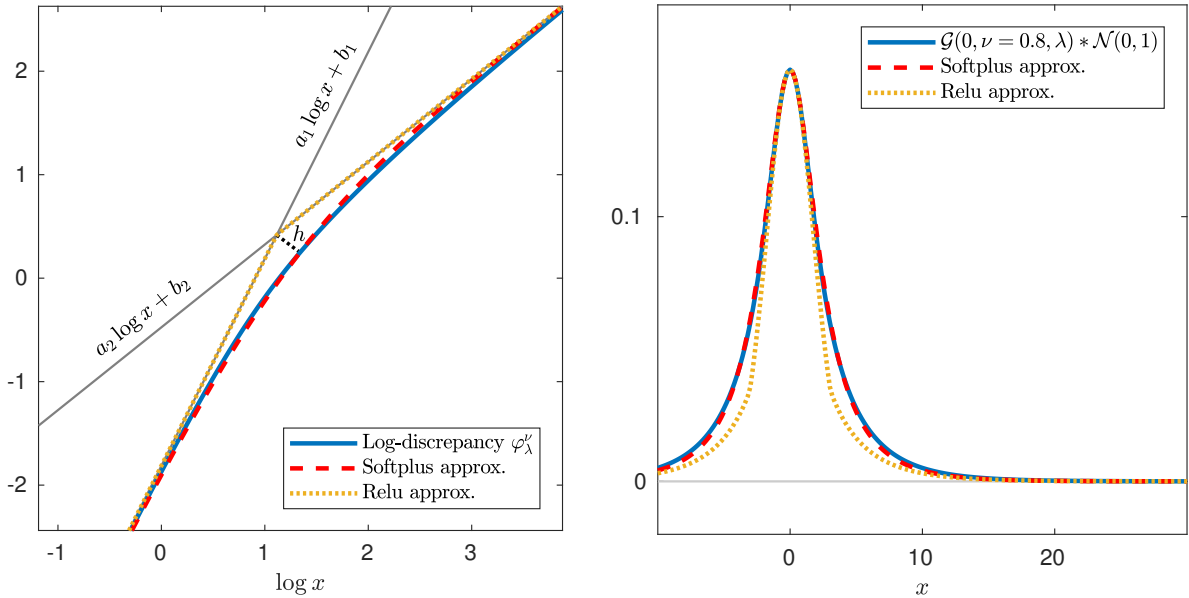 2
1
0
-1
-2
-1
0
1
2
3
log x
a₁ log x + b₁
a₂ log x + b₂
h
Log-discrepancy φ_λ^ν
Softplus approx.
Relu approx.
0.1
0
0
10
20
x
𝒢(0, ν = 0.8, λ) ∗ 𝒩(0, 1)
Softplus approx.
Relu approx.